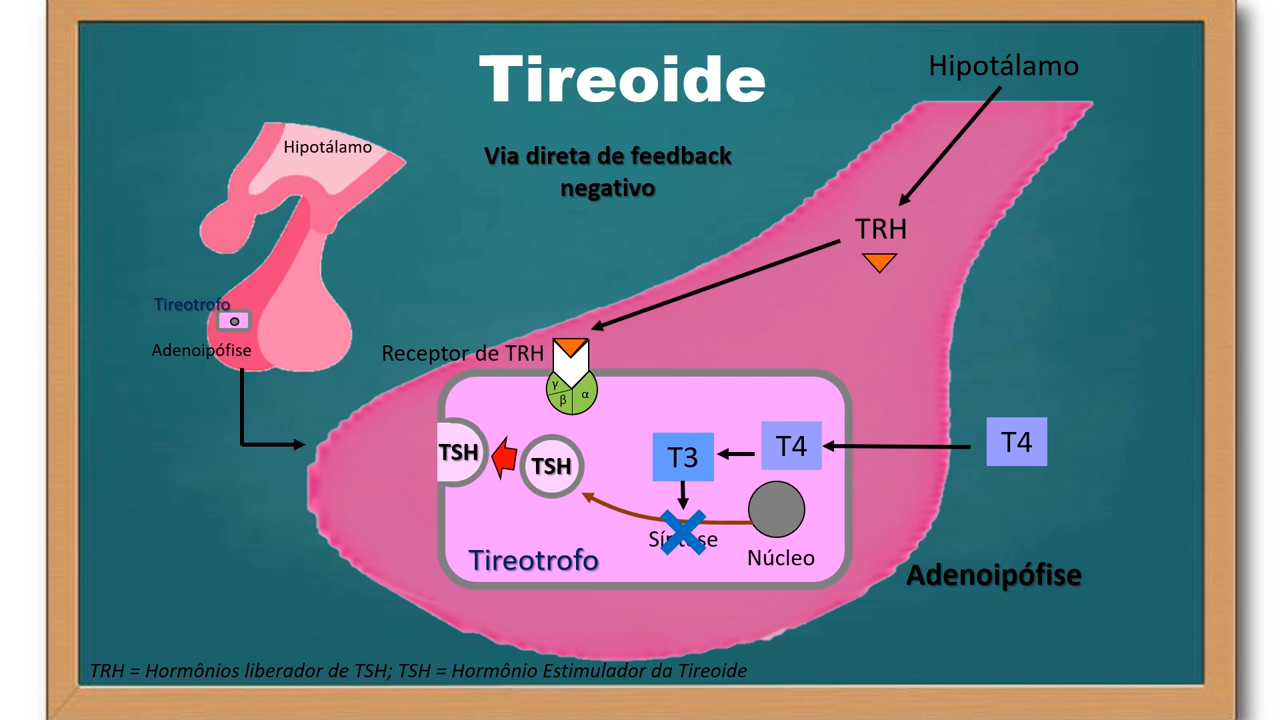 Tireoide
Hipotálamo
Hipotálamo
Via direta de feedback
negativo
TRH
Tireotrofo
Adenoipófise
Receptor de TRH
γ
β
α
TSH
TSH
T3
T4
T4
Síntese
Núcleo
Tireotrofo
Adenoipófise
TRH = Hormônios liberador de TSH; TSH = Hormônio Estimulador da Tireoide